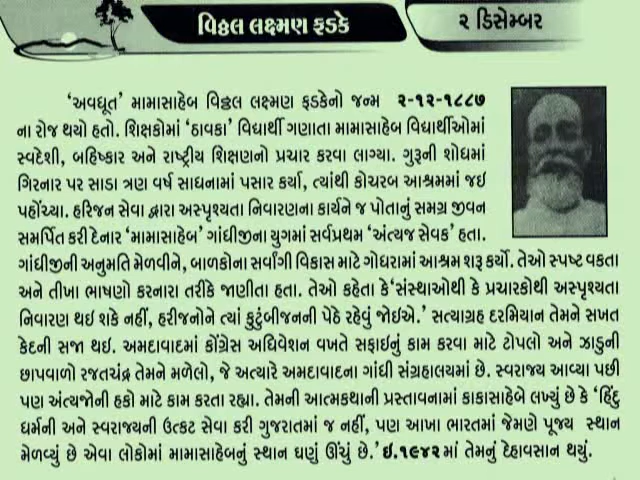 વિઠ્ઠલ લક્ષ્મણ ફડકે
૨ ડિસેમ્બર
‘અવધૂત’ મામાસાહેબ વિઠ્ઠલ લક્ષ્મણ ફડકેનો જન્મ ૨-૧૨-૧૮૮૭
ના રોજ થયો હતો. શિક્ષકોમાં ‘ઠાવકા’ વિદ્યાર્થી ગણાતા મામાસાહેબ વિદ્યાર્થીઓમાં
સ્વદેશી, બહિષ્કાર અને રાષ્ટ્રીય શિક્ષણનો પ્રચાર કરવા લાગ્યા. ગુરૂની શોધમાં
ગિરનાર પર સાડા ત્રણ વર્ષ સાધનામાં પસાર કર્યા, ત્યાંથી કોચરબ આશ્રમમાં જઇ
પહોંચ્યા. હરિજન સેવા દ્વારા અસ્પૃશ્યતા નિવારણના કાર્યને જ પોતાનું સમગ્ર જીવન
સમર્પિત કરી દેનાર ‘મામાસાહેબ’ ગાંધીજીના યુગમાં સર્વપ્રથમ ‘અંત્યજ સેવક’ હતા.
ગાંધીજીની અનુમતિ મેળવીને, બાળકોના સર્વાંગી વિકાસ માટે ગોધરામાં આશ્રમ શરૂ કર્યો. તેઓ સ્પષ્ટ વકતા
અને તીખા ભાષણો કરનારા તરીકે જાણીતા હતા. તેઓ કહેતા કે‘સંસ્થાઓથી કે પ્રચારકોથી અસ્પૃશ્યતા
નિવારણ થઇ શકે નહીં, હરીજનોને ત્યાં કુટુંબીજનની પેઠે રહેવું જોઇએ.’ સત્યાગ્રહ દરમિયાન તેમને સખત
કેદની સજા થઇ. અમદાવાદમાં કોંગ્રેસ અધિવેશન વખતે સફાઇનું કામ કરવા માટે ટોપલો અને ઝાડુની
છાપવાળો રજતચંદ્ર તેમને મળેલો, જે અત્યારે અમદાવાદના ગાંધી સંગ્રહાલયમાં છે. સ્વરાજ્ય આવ્યા પછી
પણ અંત્યજોની હકો માટે કામ કરતા રહ્યા. તેમની આત્મકથાની પ્રસ્તાવનામાં કાકાસાહેબે લખ્યું છે કે ‘હિંદુ
ધર્મની અને સ્વરાજ્યની ઉત્કટ સેવા કરી ગુજરાતમાં જ નહીં, પણ આખા ભારતમાં જેમણે પૂજ્ય સ્થાન
મેળવ્યું છે એવા લોકોમાં મામાસાહેબનું સ્થાન ઘણું ઊંચું છે.’ ઇ.૧૯૪૨ માં તેમનું દેહાવસાન થયું.